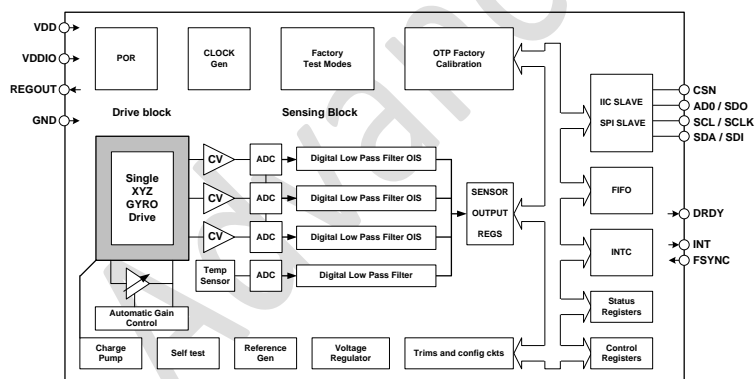 VDD
VDDIO
REGOUT
GND
POR
CLOCK
Gen
Factory
Test Modes
OTP Factory
Calibration
Drive block
Sensing Block
IIC SLAVE
SPI SLAVE
CSN
AD0 / SDO
SCL / SCLK
SDA / SDI
Single
XYZ
GYRO
Drive
CV
ADC
Digital Low Pass Filter OIS
CV
ADC
Digital Low Pass Filter OIS
CV
ADC
Digital Low Pass Filter OIS
Temp
Sensor
ADC
Digital Low Pass Filter
SENSOR
OUTPUT
REGS
FIFO
DRDY
INTC
INT
FSYNC
Automatic Gain
Control
Status
Registers
Charge
Pump
Self test
Reference
Gen
Voltage
Regulator
Trims and config ckts
Control
Registers
Advanc